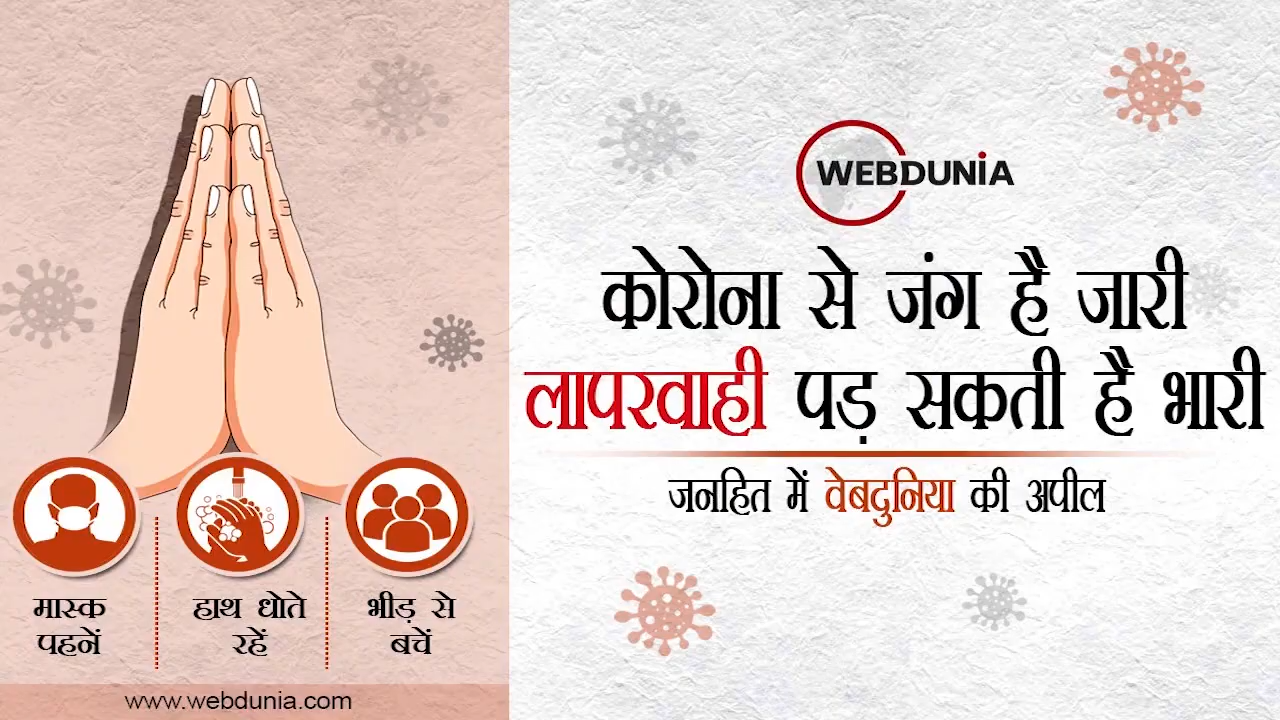 WEBDUNIA
कोरोना से जंग है जारी
लापरवाही पड़ सकती है भारी
जनहित में वेबदुनिया की अपील
मास्क
पहनें
हाथ धोते
रहें
भीड़ से
बचें
www.webdunia.com